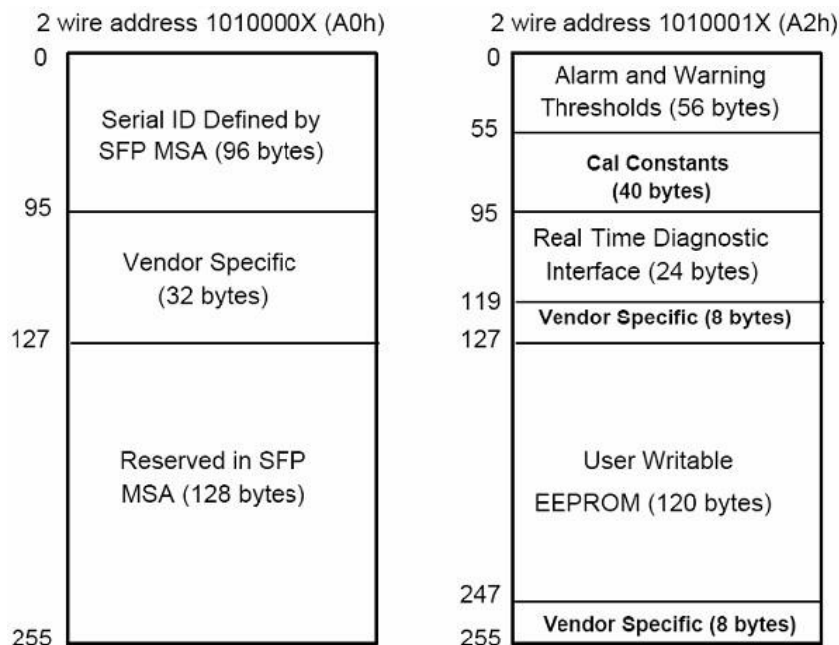 2 wire address 1010000X (A0h)
0
Serial ID Defined by
SFP MSA (96 bytes)
95
Vendor Specific
(32 bytes)
127
Reserved in SFP
MSA (128 bytes)
255
2 wire address 1010001X (A2h)
0
Alarm and Warning
Thresholds (56 bytes)
55
Cal Constants
(40 bytes)
95
Real Time Diagnostic
Interface (24 bytes)
119
Vendor Specific (8 bytes)
127
User Writable
EEPROM (120 bytes)
247
Vendor Specific (8 bytes)
255